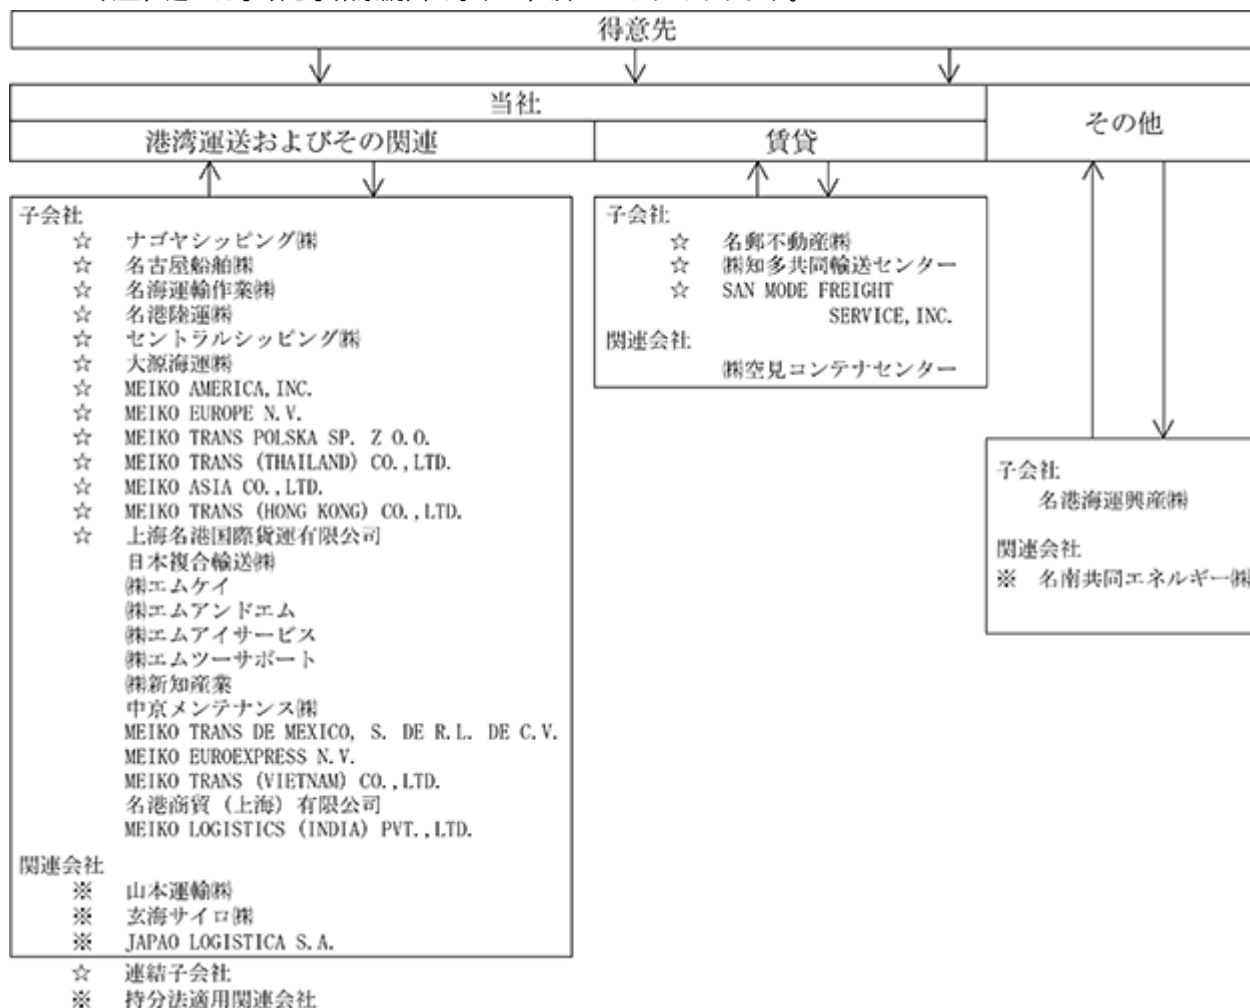 得意先
当社
その他
港湾運送およびその関連
賃貸
子会社
☆ ナゴヤシッピング㈱
☆ 名古屋船舶㈱
☆ 名海運輸作業㈱
☆ 名港陸運㈱
☆ セントラルシッピング㈱
☆ 大源海運㈱
☆ MEIKO AMERICA,INC.
☆ MEIKO EUROPE N.V.
☆ MEIKO TRANS POLSKA SP. Z O.O.
☆ MEIKO TRANS (THAILAND) CO.,LTD.
☆ MEIKO ASIA CO.,LTD.
☆ MEIKO TRANS (HONG KONG) CO.,LTD.
☆ 上海名港国際貨運有限公司
日本複合輸送㈱
㈱エムケイ
㈱エムアンドエム
㈱エムアイサービス
㈱エムツーサポート
㈱新知産業
中京メンテナンス㈱
MEIKO TRANS DE MEXICO, S. DE R.L. DE C.V.
MEIKO EUROEXPRESS N.V.
MEIKO TRANS (VIETNAM) CO.,LTD.
名港商貿（上海）有限公司
MEIKO LOGISTICS (INDIA) PVT.,LTD.
関連会社
※ 山本運輸㈱
※ 玄海サイロ㈱
※ JAPAO LOGISTICA S.A.
☆ 連結子会社
※ 持分法適用関連会社
子会社
☆ 名郵不動産㈱
☆ ㈱知多共同輸送センター
☆ SAN MODE FREIGHT
SERVICE,INC.
関連会社
㈱空見コンテナセンター
子会社
名港海運興産㈱
関連会社
※ 名南共同エネルギー㈱